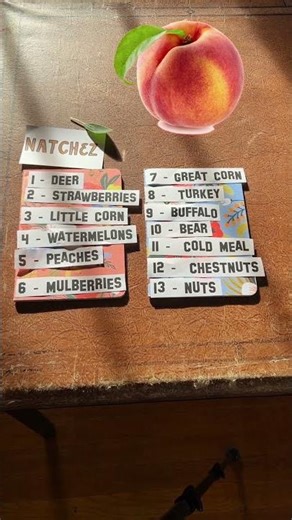 NATCHEZ
1 - DEER
2 - STRAWBERRIES
3 - LITTLE CORN
4 - WATERMELONS
5 - PEACHES
6 - MULBERRIES
7 - GREAT CORN
8 - TURKEY
9 - BUFFALO
10 - BEAR
11 - COLD MEAL
12 - CHESTNUTS
13 - NUTS